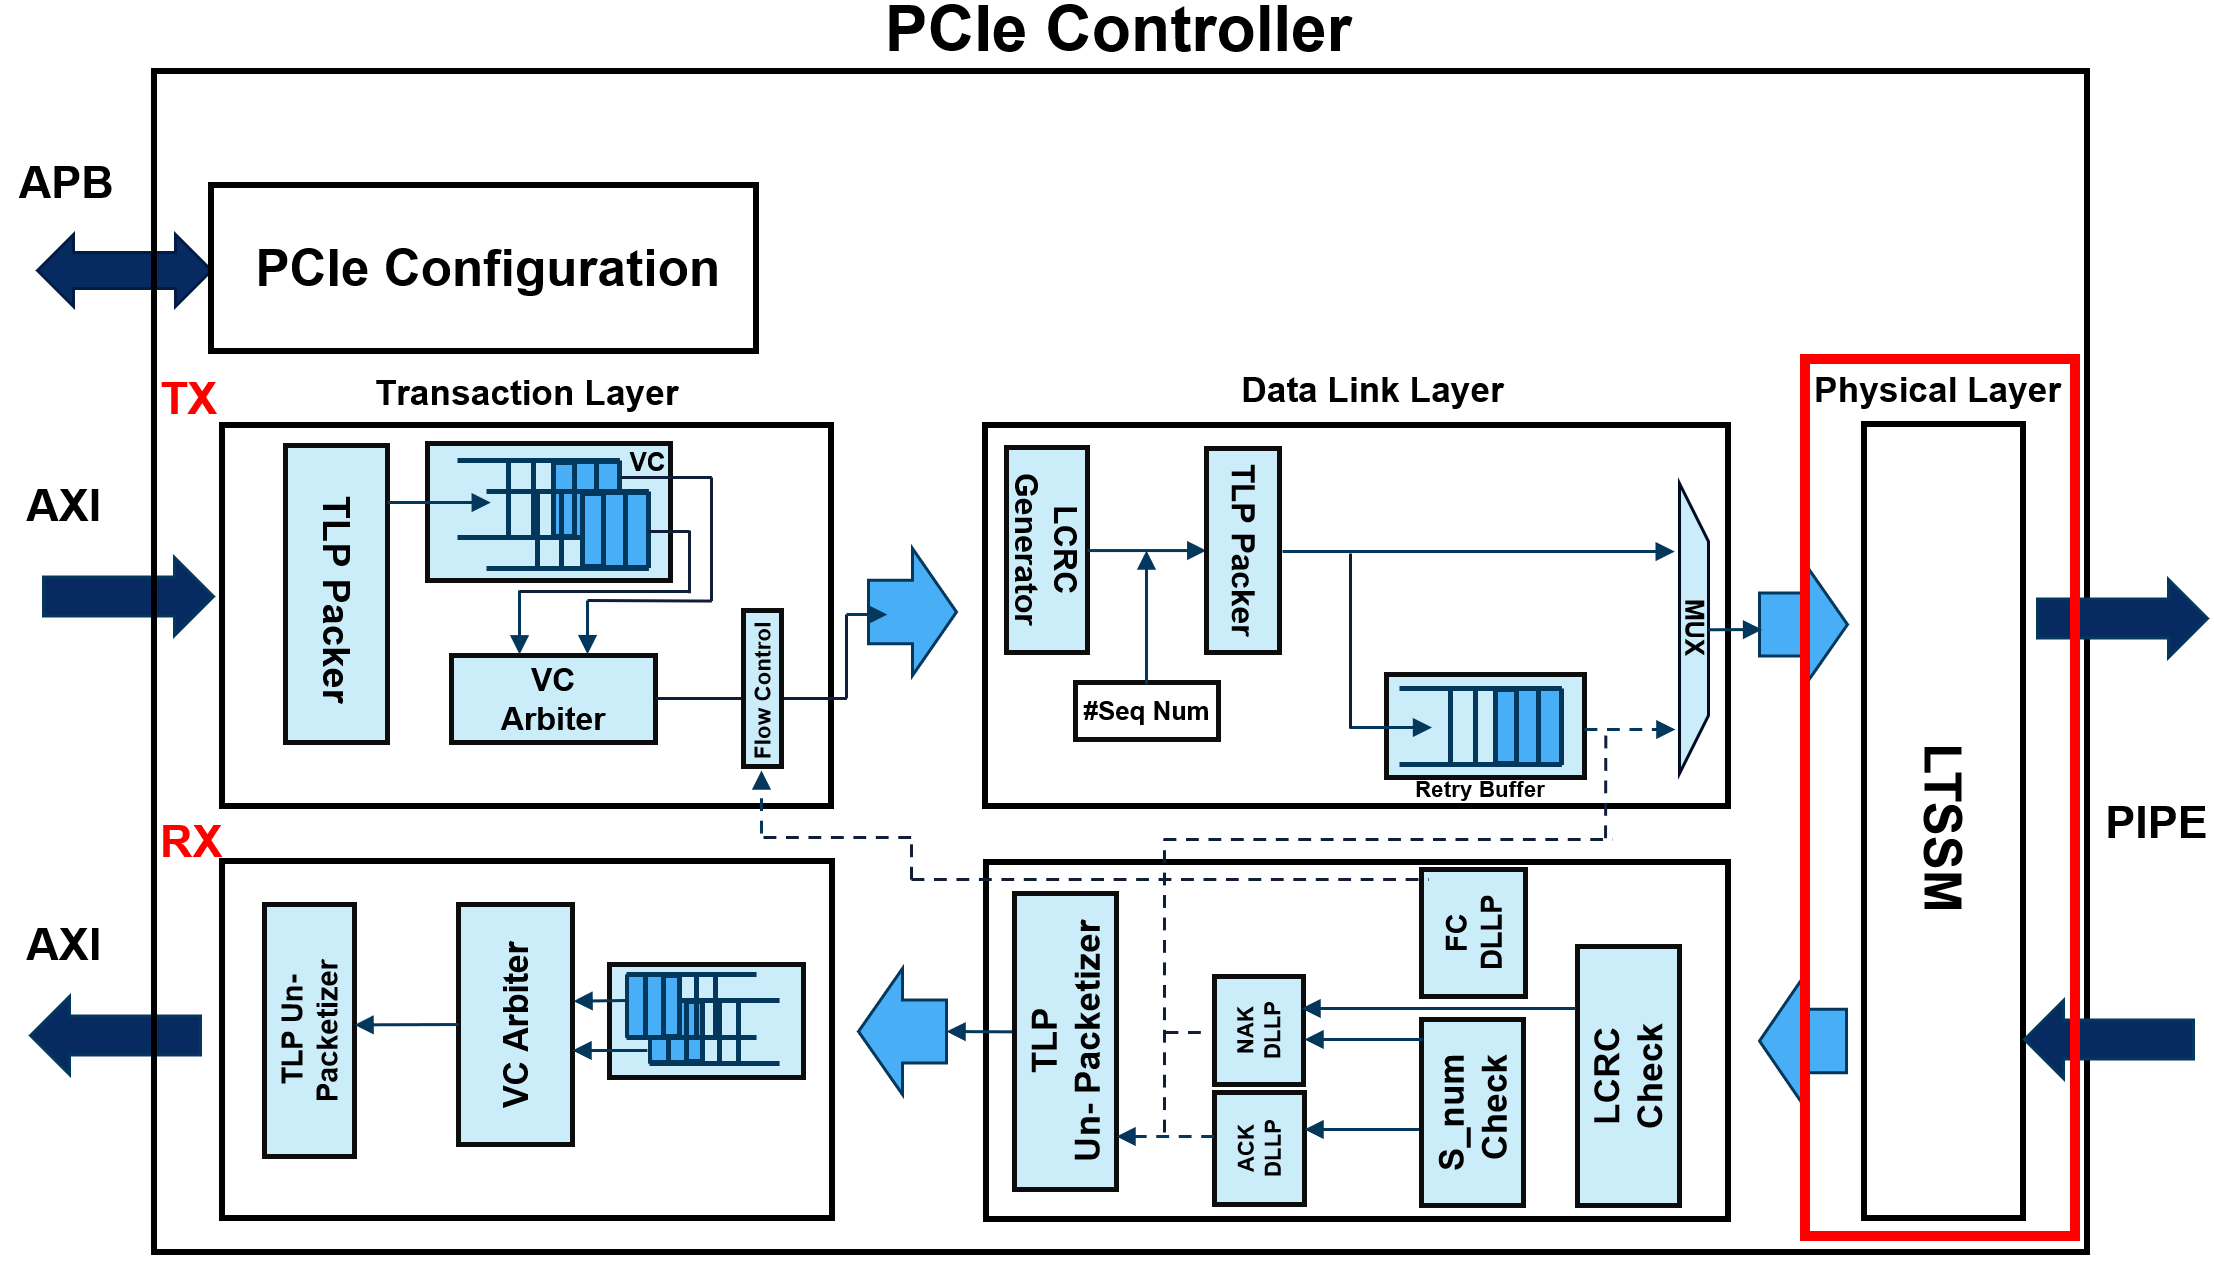 PCIe Controller
APB
PCIe Configuration
TX
Transaction Layer
Data Link Layer
Physical Layer
AXI
TLP Packer
VC
VC
Arbiter
Flow Control
LCRC
Generator
#Seq Num
TLP Packer
Retry Buffer
MUX
LTSSM
PIPE
RX
AXI
TLP Un-
Packetizer
VC Arbiter
TLP
Un- Packetizer
FC
DLLP
NAK
DLLP
ACK
DLLP
S_num
Check
LCRC
Check